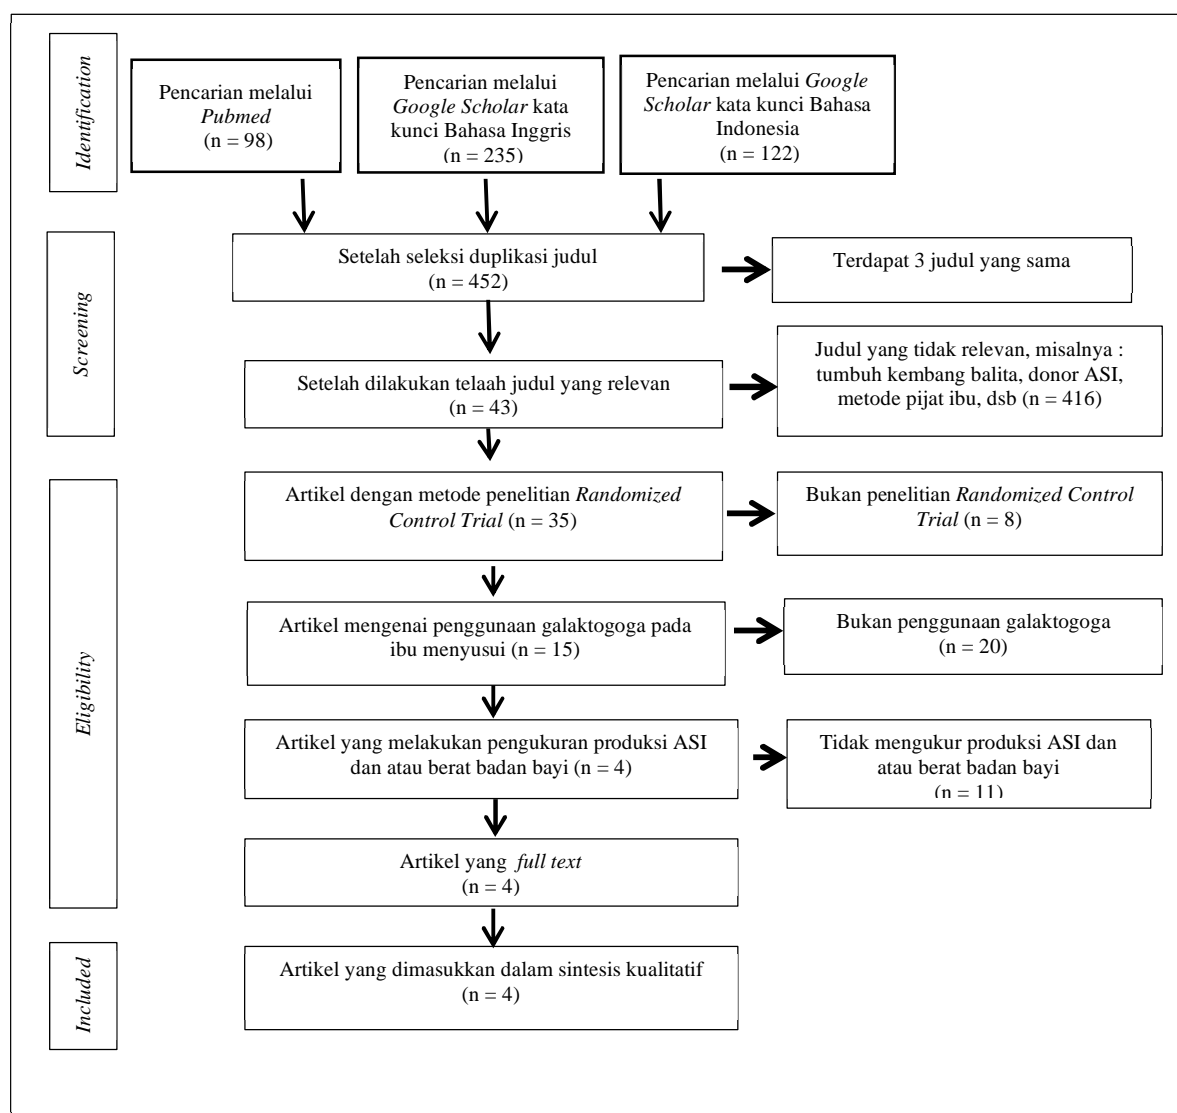 Identification
Pencarian melalui
Pubmed
(n = 98)
Pencarian melalui
Google Scholar kata
kunci Bahasa Inggris
(n = 235)
Pencarian melalui Google
Scholar kata kunci Bahasa
Indonesia
(n = 122)
Screening
Setelah seleksi duplikasi judul
(n = 452)
Terdapat 3 judul yang sama
Setelah dilakukan telaah judul yang relevan
(n = 43)
Judul yang tidak relevan, misalnya :
tumbuh kembang balita, donor ASI,
metode pijat ibu, dsb (n = 416)
Eligibility
Artikel dengan metode penelitian Randomized
Control Trial (n = 35)
Bukan penelitian Randomized Control
Trial (n = 8)
Artikel mengenai penggunaan galaktogoga pada
ibu menyusui (n = 15)
Bukan penggunaan galaktogoga
(n = 20)
Artikel yang melakukan pengukuran produksi ASI
dan atau berat badan bayi (n = 4)
Tidak mengukur produksi ASI dan
atau berat badan bayi
(n = 11)
Artikel yang full text
(n = 4)
Included
Artikel yang dimasukkan dalam sintesis kualitatif
(n = 4)